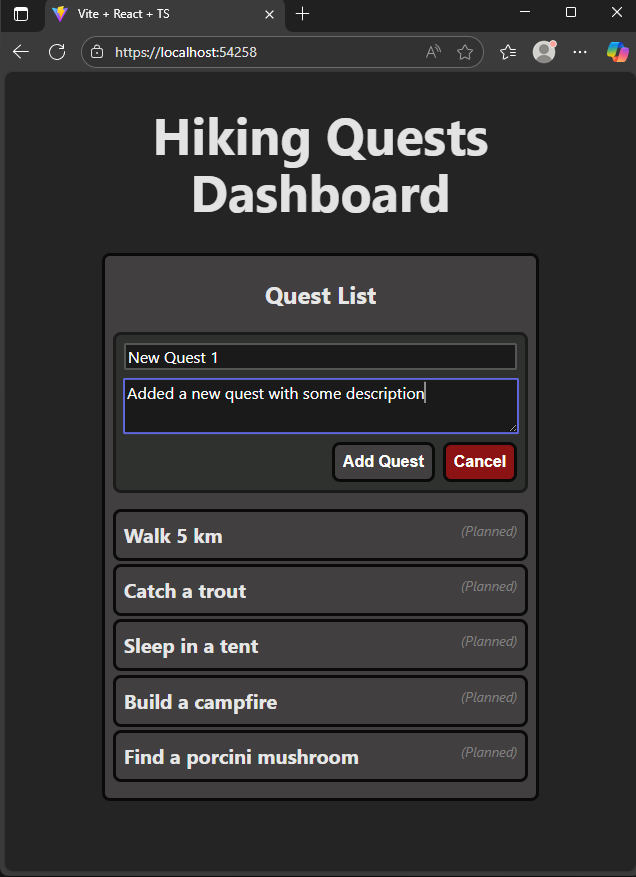 Vite + React + TS
https://localhost:54258
Hiking Quests
Dashboard
Quest List
New Quest 1
Added a new quest with some description
Add Quest Cancel
Walk 5 km (Planned)
Catch a trout (Planned)
Sleep in a tent (Planned)
Build a campfire (Planned)
Find a porcini mushroom (Planned)